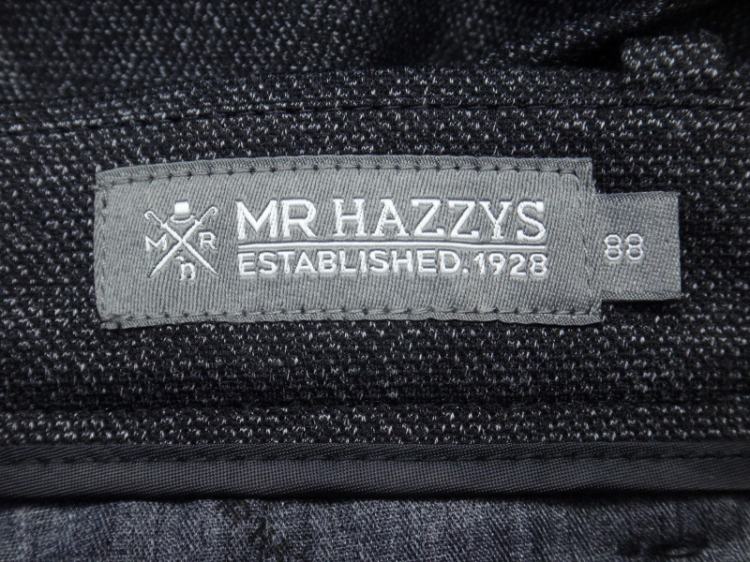 M R
n
MR HAZZYS
ESTABLISHED.1928
88